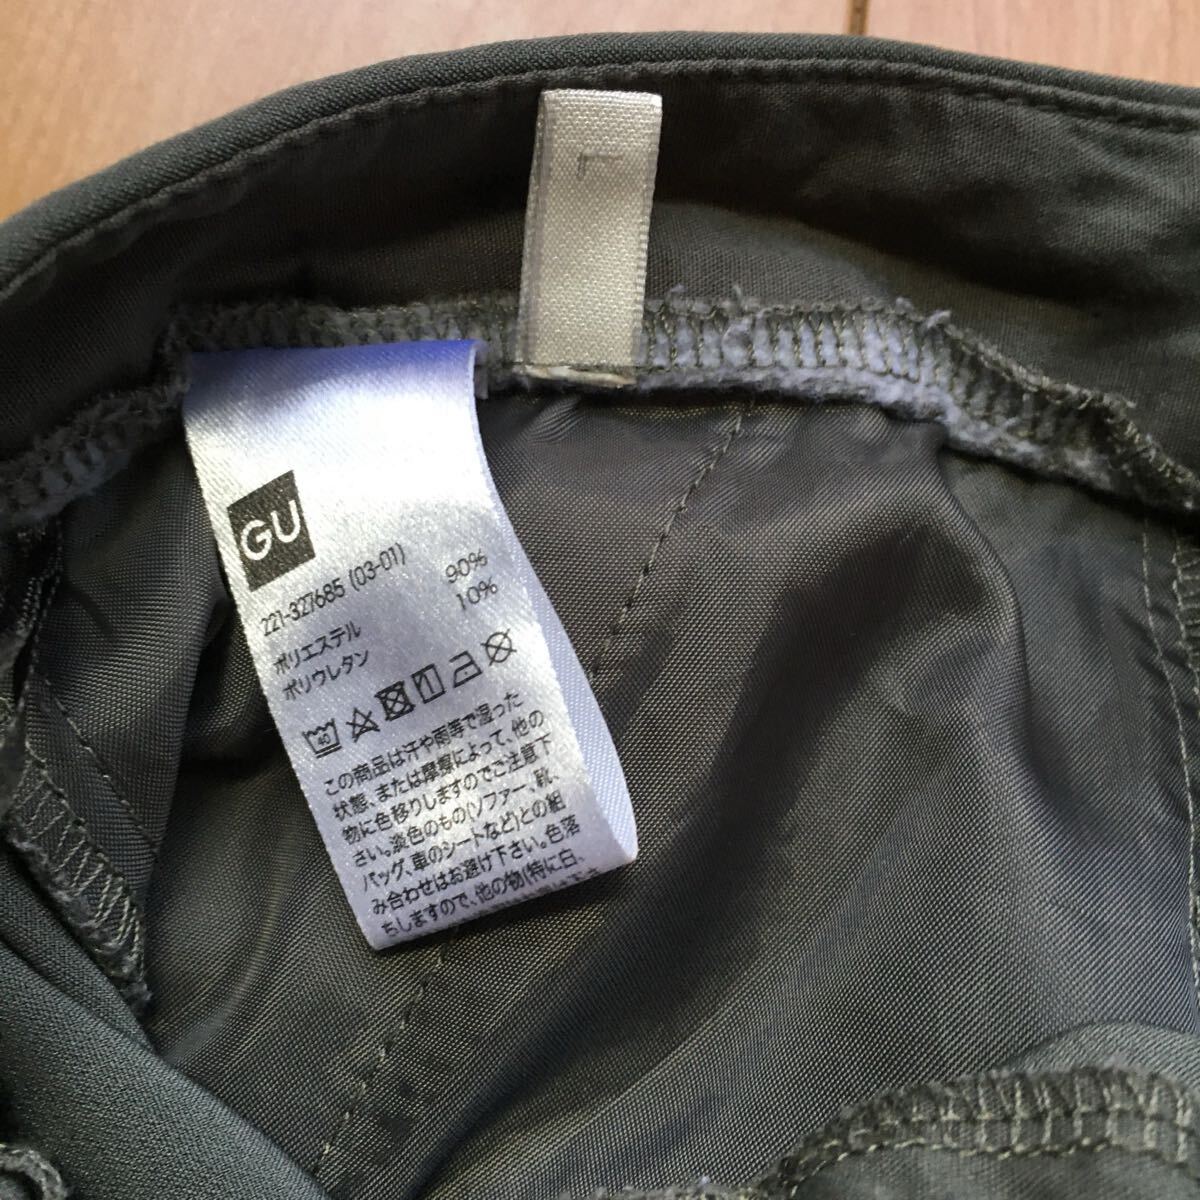 L
GU
221-327685 (03-01)
ポリエステル 90%
ポリウレタン 10%
40
この商品は汗や雨等で湿った
状態、または摩擦によって、他の
物に色移りしますのでご注意下
さい。淡色のもの(ソファー、靴、
バッグ、車のシートなど)との組
み合わせはお避け下さい。色落
ちしますので、他の物(特に白、